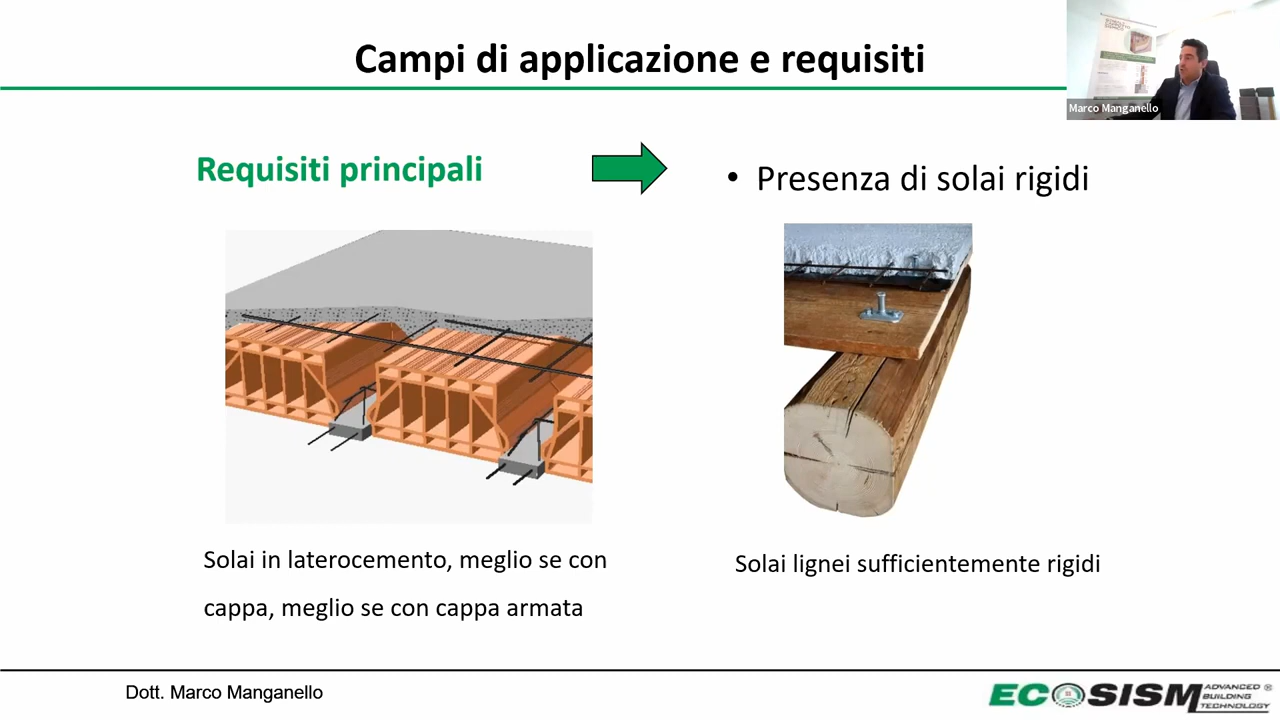 Campi di applicazione e requisiti
Marco Manganello
Requisiti principali
• Presenza di solai rigidi
Solai in laterocemento, meglio se con
cappa, meglio se con cappa armata
Solai lignei sufficientemente rigidi
Dott. Marco Manganello
ECOSISM ADVANCED ®
BUILDING
TECHNOLOGY